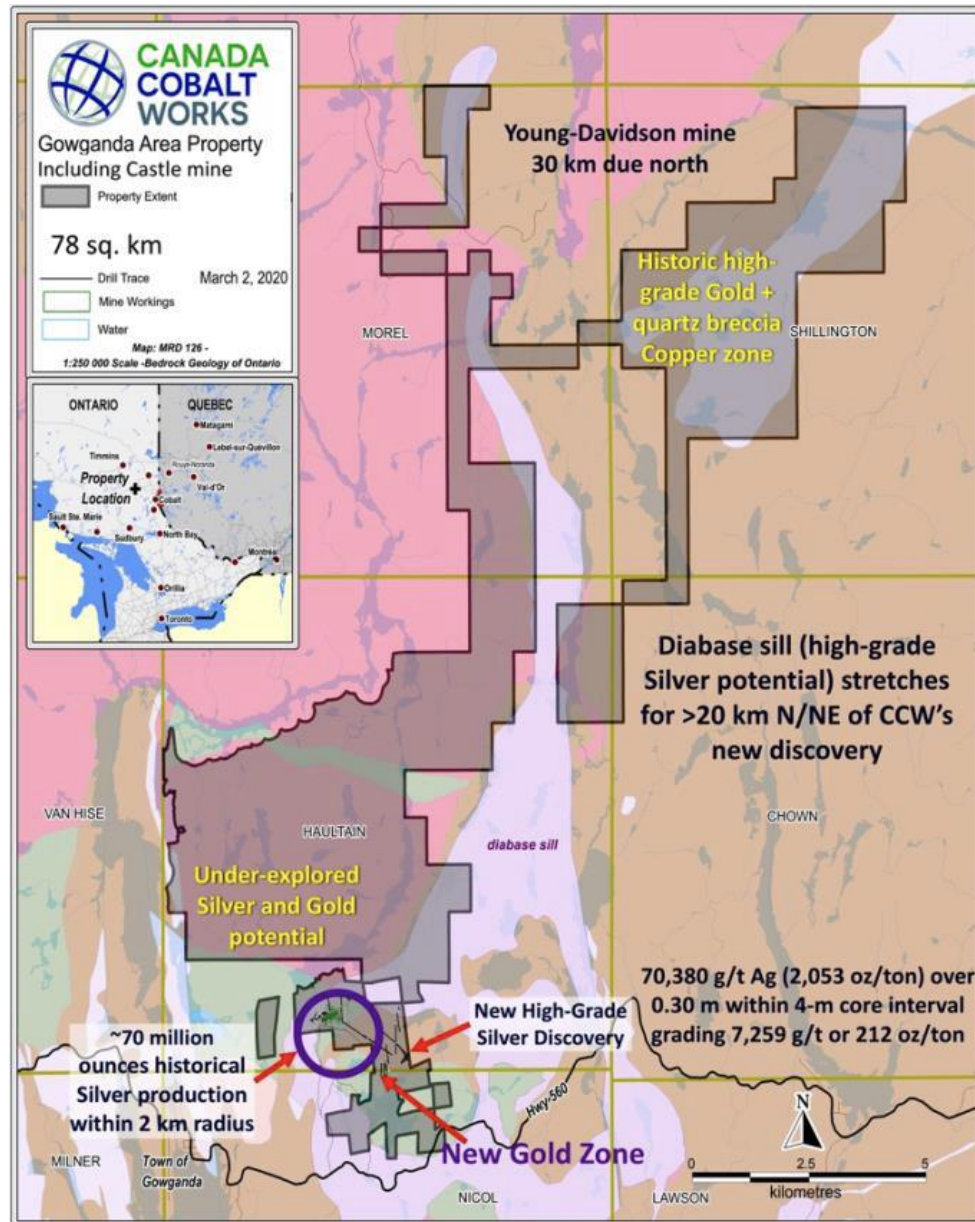 CANADA
COBALT
WORKS
Gowganda Area Property
Including Castle mine
Property Extent
78 sq. km
Drill Trace
March 2, 2020
Mine Workings
Water
Map: MRD 126 -
1:250 000 Scale -Bedrock Geology of Ontario
ONTARIO
QUEBEC
Matagami
Lebel-sur-Quévillon
Timmins
Rouyn-Noranda
Val-d'Or
Property
Location
Cobalt
Sault Ste. Marie
Sudbury
North Bay
Montréal
Orillia
Toronto
Young-Davidson mine
30 km due north
Historic high-
grade Gold +
quartz breccia
Copper zone
MOREL
SHILLINGTON
Diabase sill (high-grade
Silver potential) stretches
for >20 km N/NE of CCW's
new discovery
VAN HISE
HAULTAIN
CHOWN
diabase sill
Under-explored
Silver and Gold
potential
70,380 g/t Ag (2,053 oz/ton) over
0.30 m within 4-m core interval
grading 7,259 g/t or 212 oz/ton
New High-Grade
Silver Discovery
~70 million
ounces historical
Silver production
within 2 km radius
Hwy-560
N
New Gold Zone
MILNER
Town of
Gowganda
NICOL
LAWSON
0 2.5 5
kilometres